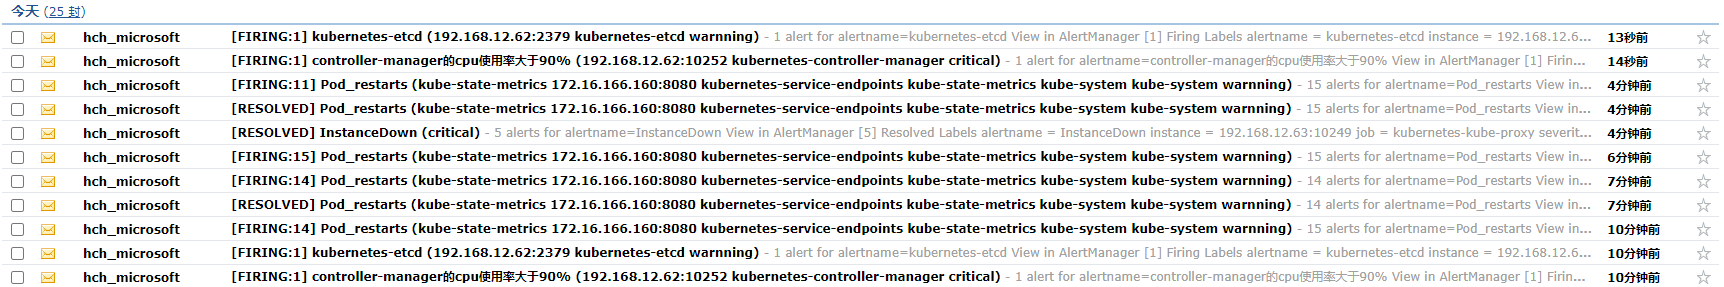 今天 (25 封)
hch_microsoft [FIRING:1] kubernetes-etcd (192.168.12.62:2379 kubernetes-etcd warnning) - 1 alert for alertname=kubernetes-etcd View in AlertManager [1] Firing Labels alertname = kubernetes-etcd instance = 192.168.12.6... 13秒前
hch_microsoft [FIRING:1] controller-manager的cpu使用率大于90% (192.168.12.62:10252 kubernetes-controller-manager critical) - 1 alert for alertname=controller-manager的cpu使用率大于90% View in AlertManager [1] Firin... 14秒前
hch_microsoft [FIRING:11] Pod_restarts (kube-state-metrics 172.16.166.160:8080 kubernetes-service-endpoints kube-state-metrics kube-system kube-system warnning) - 15 alerts for alertname=Pod_restarts View in... 4分钟前
hch_microsoft [RESOLVED] Pod_restarts (kube-state-metrics 172.16.166.160:8080 kubernetes-service-endpoints kube-state-metrics kube-system kube-system warnning) - 15 alerts for alertname=Pod_restarts View in... 4分钟前
hch_microsoft [RESOLVED] InstanceDown (critical) - 5 alerts for alertname=InstanceDown View in AlertManager [5] Resolved Labels alertname = InstanceDown instance = 192.168.12.63:10249 job = kubernetes-kube-proxy severit... 4分钟前
hch_microsoft [FIRING:15] Pod_restarts (kube-state-metrics 172.16.166.160:8080 kubernetes-service-endpoints kube-state-metrics kube-system kube-system warnning) - 15 alerts for alertname=Pod_restarts View in... 6分钟前
hch_microsoft [FIRING:14] Pod_restarts (kube-state-metrics 172.16.166.160:8080 kubernetes-service-endpoints kube-state-metrics kube-system kube-system warnning) - 14 alerts for alertname=Pod_restarts View in... 7分钟前
hch_microsoft [RESOLVED] Pod_restarts (kube-state-metrics 172.16.166.160:8080 kubernetes-service-endpoints kube-state-metrics kube-system kube-system warnning) - 14 alerts for alertname=Pod_restarts View in... 7分钟前
hch_microsoft [FIRING:14] Pod_restarts (kube-state-metrics 172.16.166.160:8080 kubernetes-service-endpoints kube-state-metrics kube-system kube-system warnning) - 15 alerts for alertname=Pod_restarts View in... 10分钟前
hch_microsoft [FIRING:1] kubernetes-etcd (192.168.12.62:2379 kubernetes-etcd warnning) - 1 alert for alertname=kubernetes-etcd View in AlertManager [1] Firing Labels alertname = kubernetes-etcd instance = 192.168.12.6... 10分钟前
hch_microsoft [FIRING:1] controller-manager的cpu使用率大于90% (192.168.12.62:10252 kubernetes-controller-manager critical) - 1 alert for alertname=controller-manager的cpu使用率大于90% View in AlertManager [1] Firin... 10分钟前